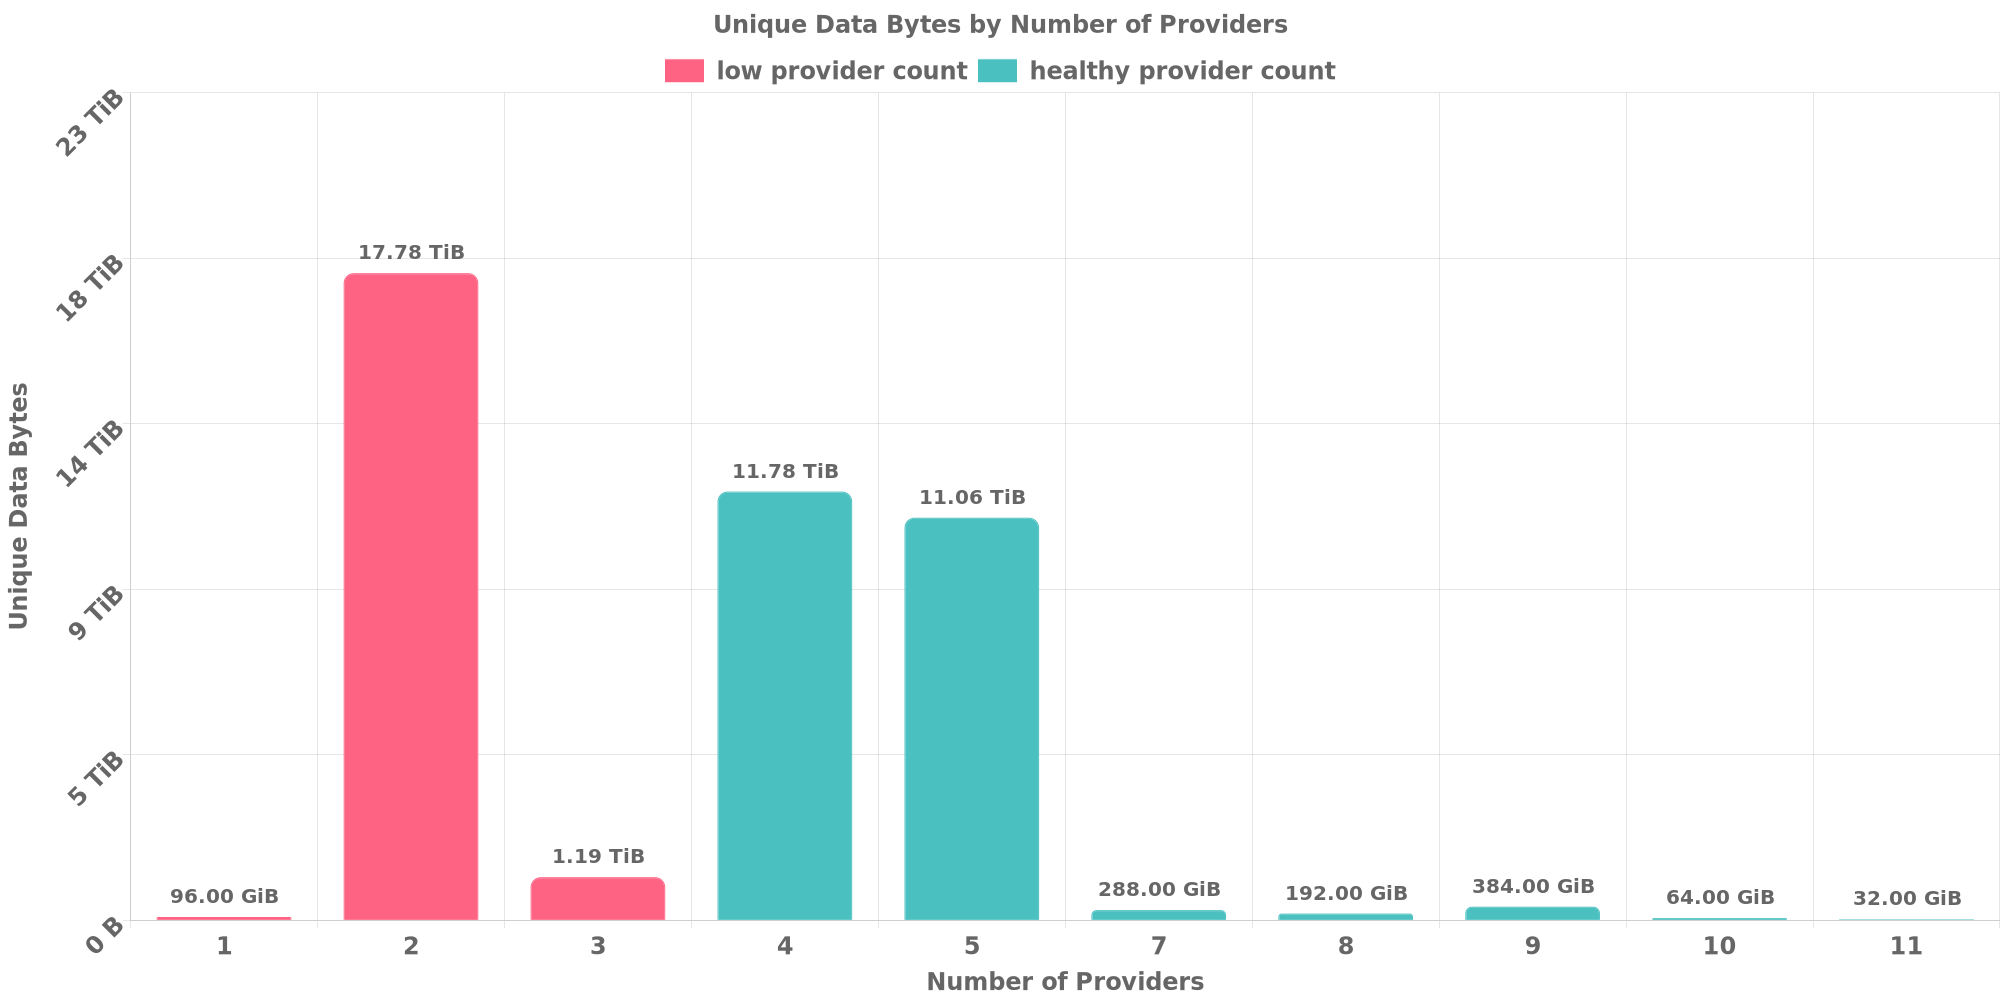 Unique Data Bytes by Number of Providers
low provider count
healthy provider count
23 TiB
18 TiB
14 TiB
9 TiB
5 TiB
0 B
Unique Data Bytes
96.00 GiB
17.78 TiB
1.19 TiB
11.78 TiB
11.06 TiB
288.00 GiB
192.00 GiB
384.00 GiB
64.00 GiB
32.00 GiB
1 2 3 4 5 7 8 9 10 11
Number of Providers